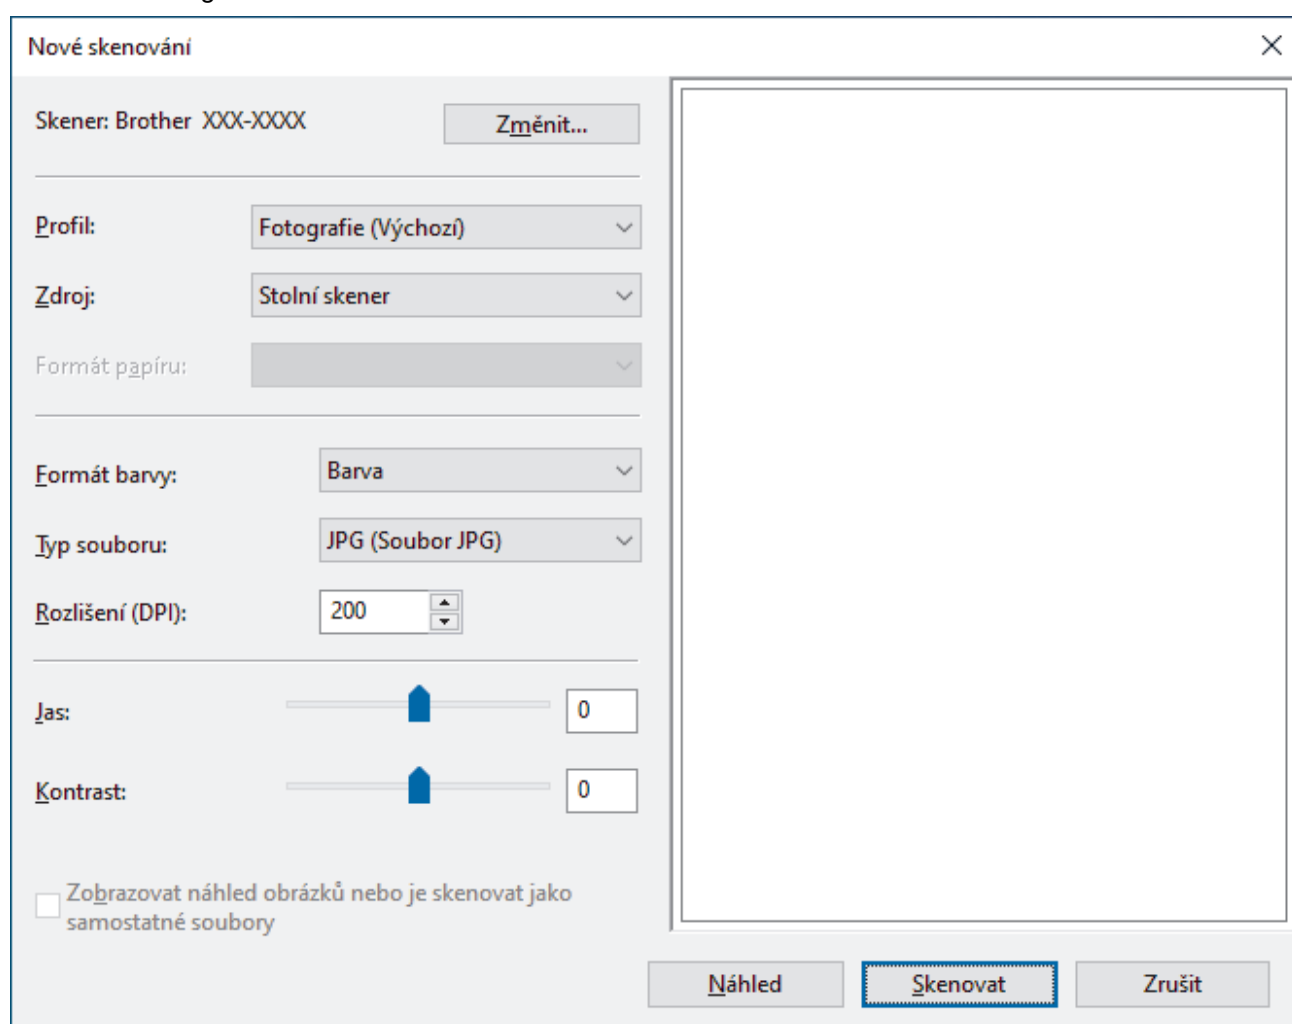 Nové skenování
Skener: Brother XXX-XXXX
Změnit...
Profil:
Fotografie (Výchozí)
Zdroj:
Stolní skener
Formát papíru:
Formát barvy:
Barva
Typ souboru:
JPG (Soubor JPG)
Rozlišení (DPI):
200
Jas:
0
Kontrast:
0
Zobrazovat náhled obrázků nebo je skenovat jako
samostatné soubory
Náhled
Skenovat
Zrušit